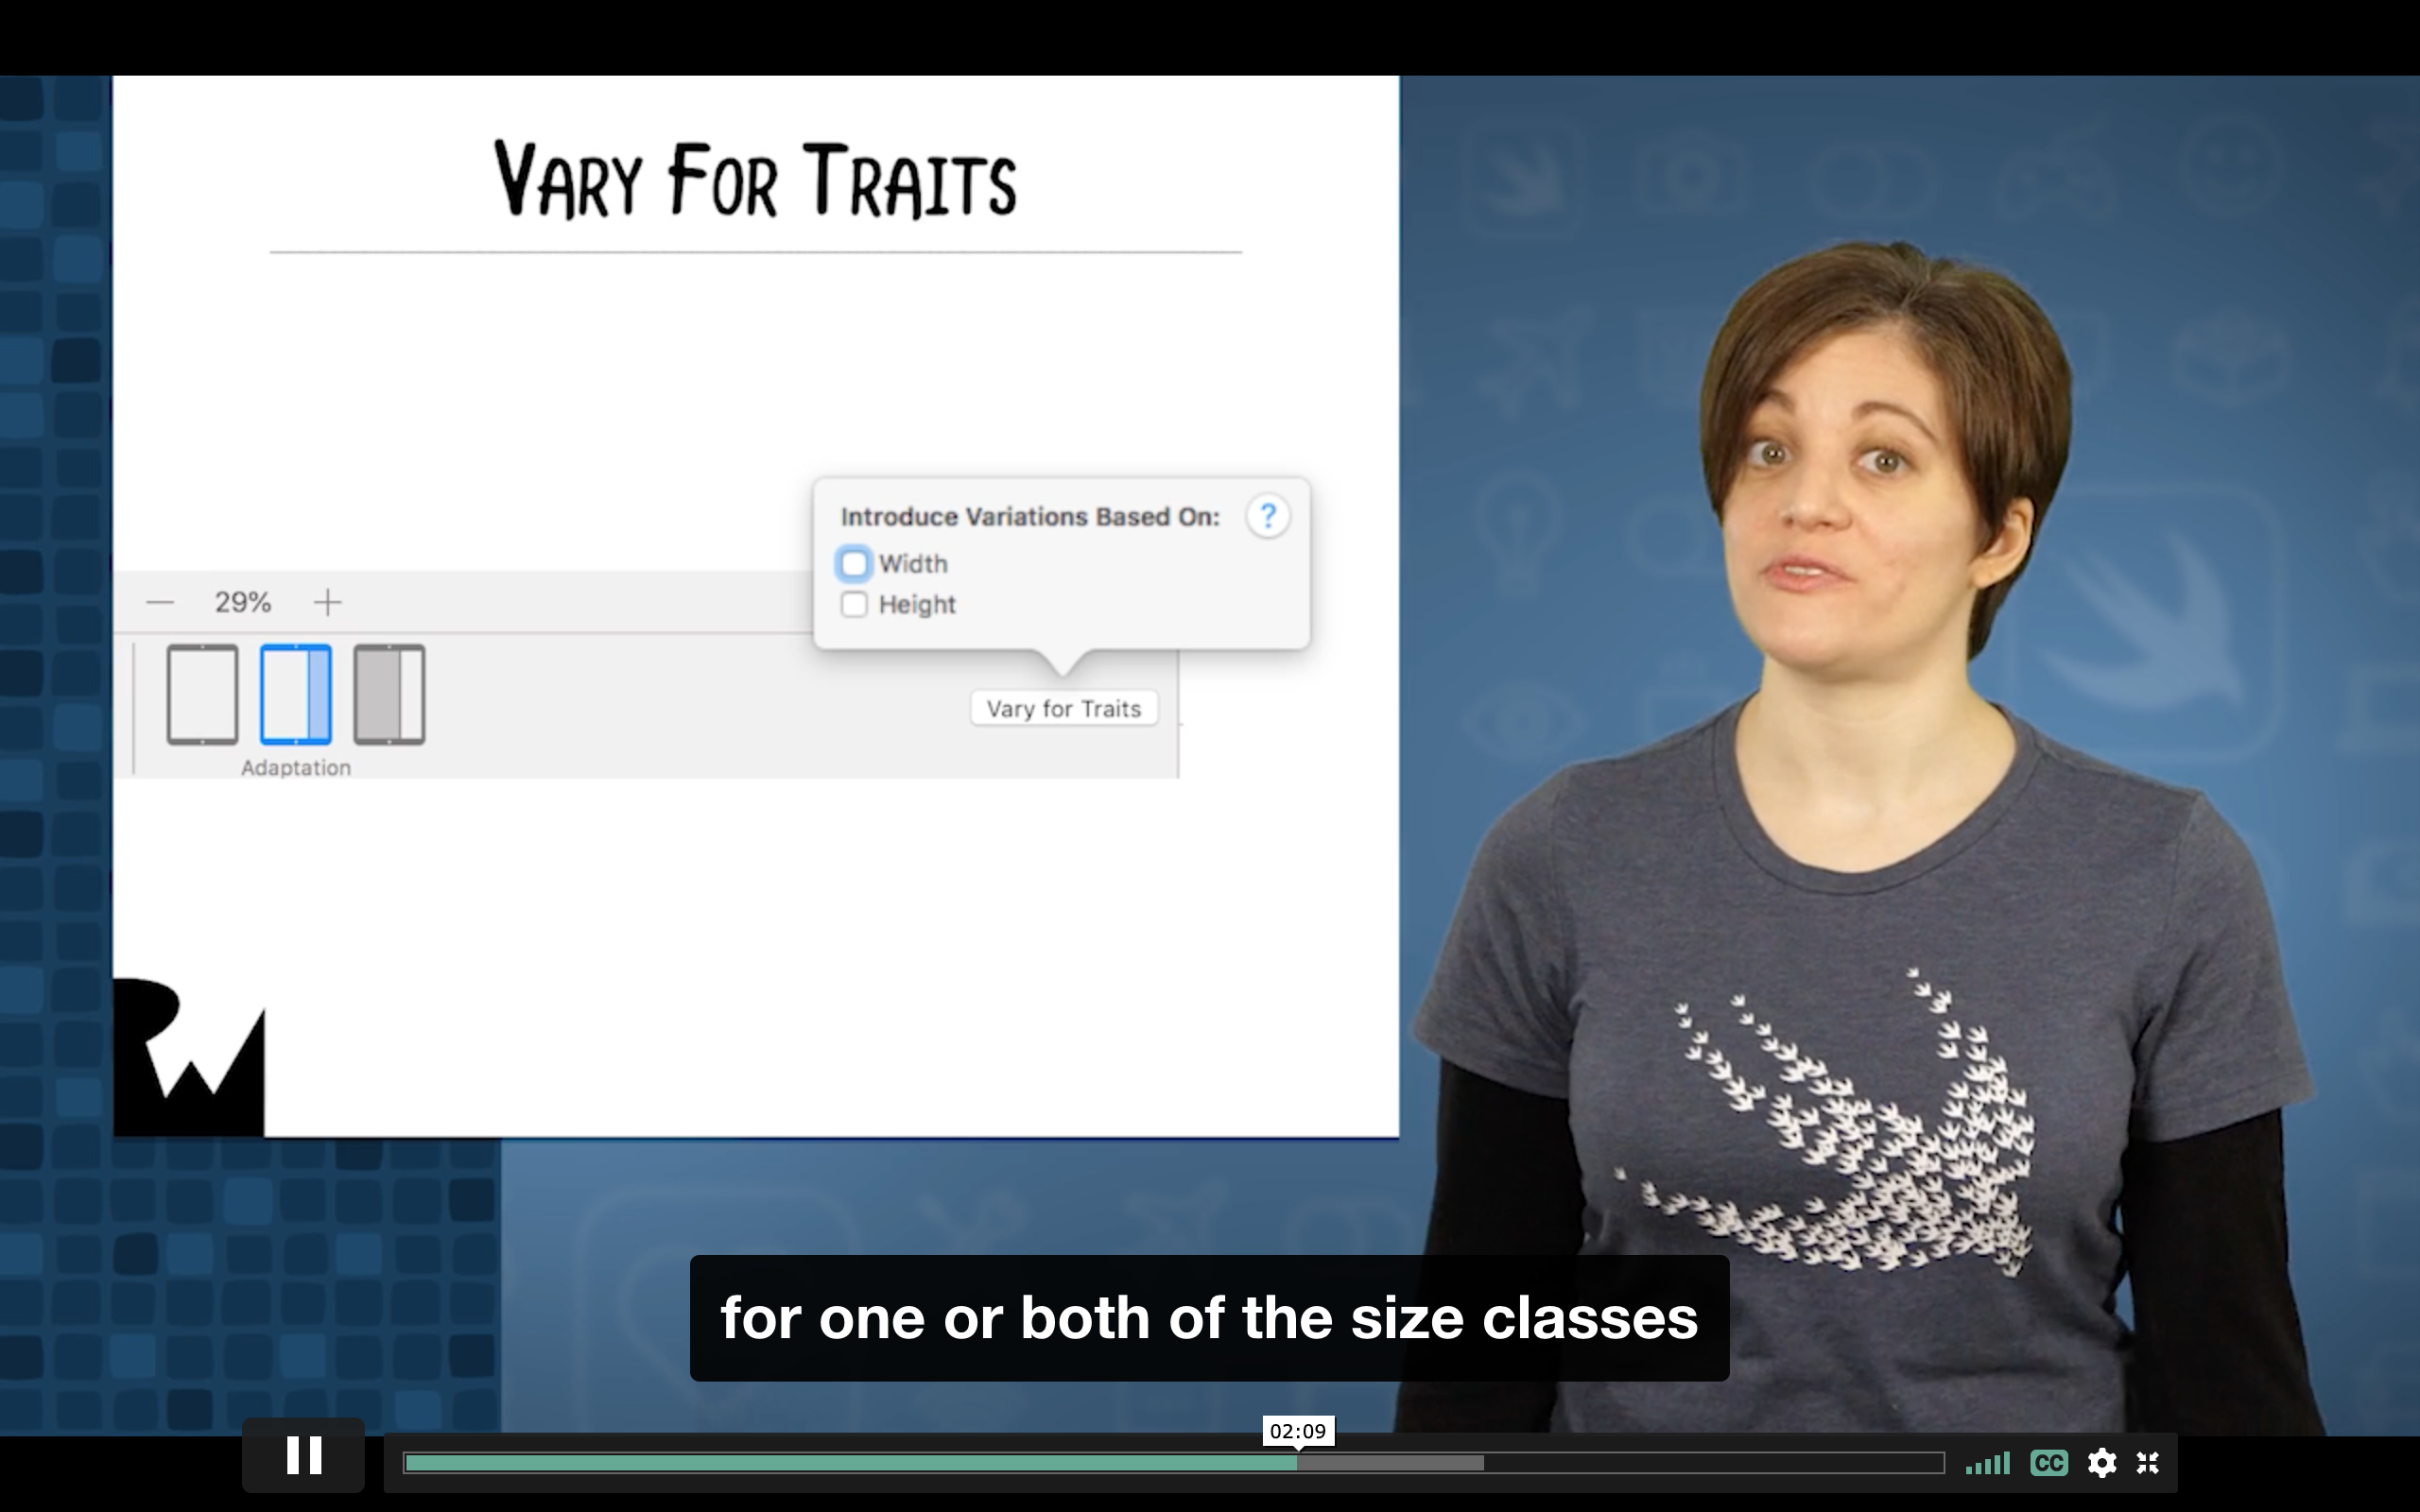 VARY FOR TRAITS
Introduce Variations Based On: ?
Width
Height
29%
Vary for Traits
Adaptation
RW
for one or both of the size classes
02:09
CC